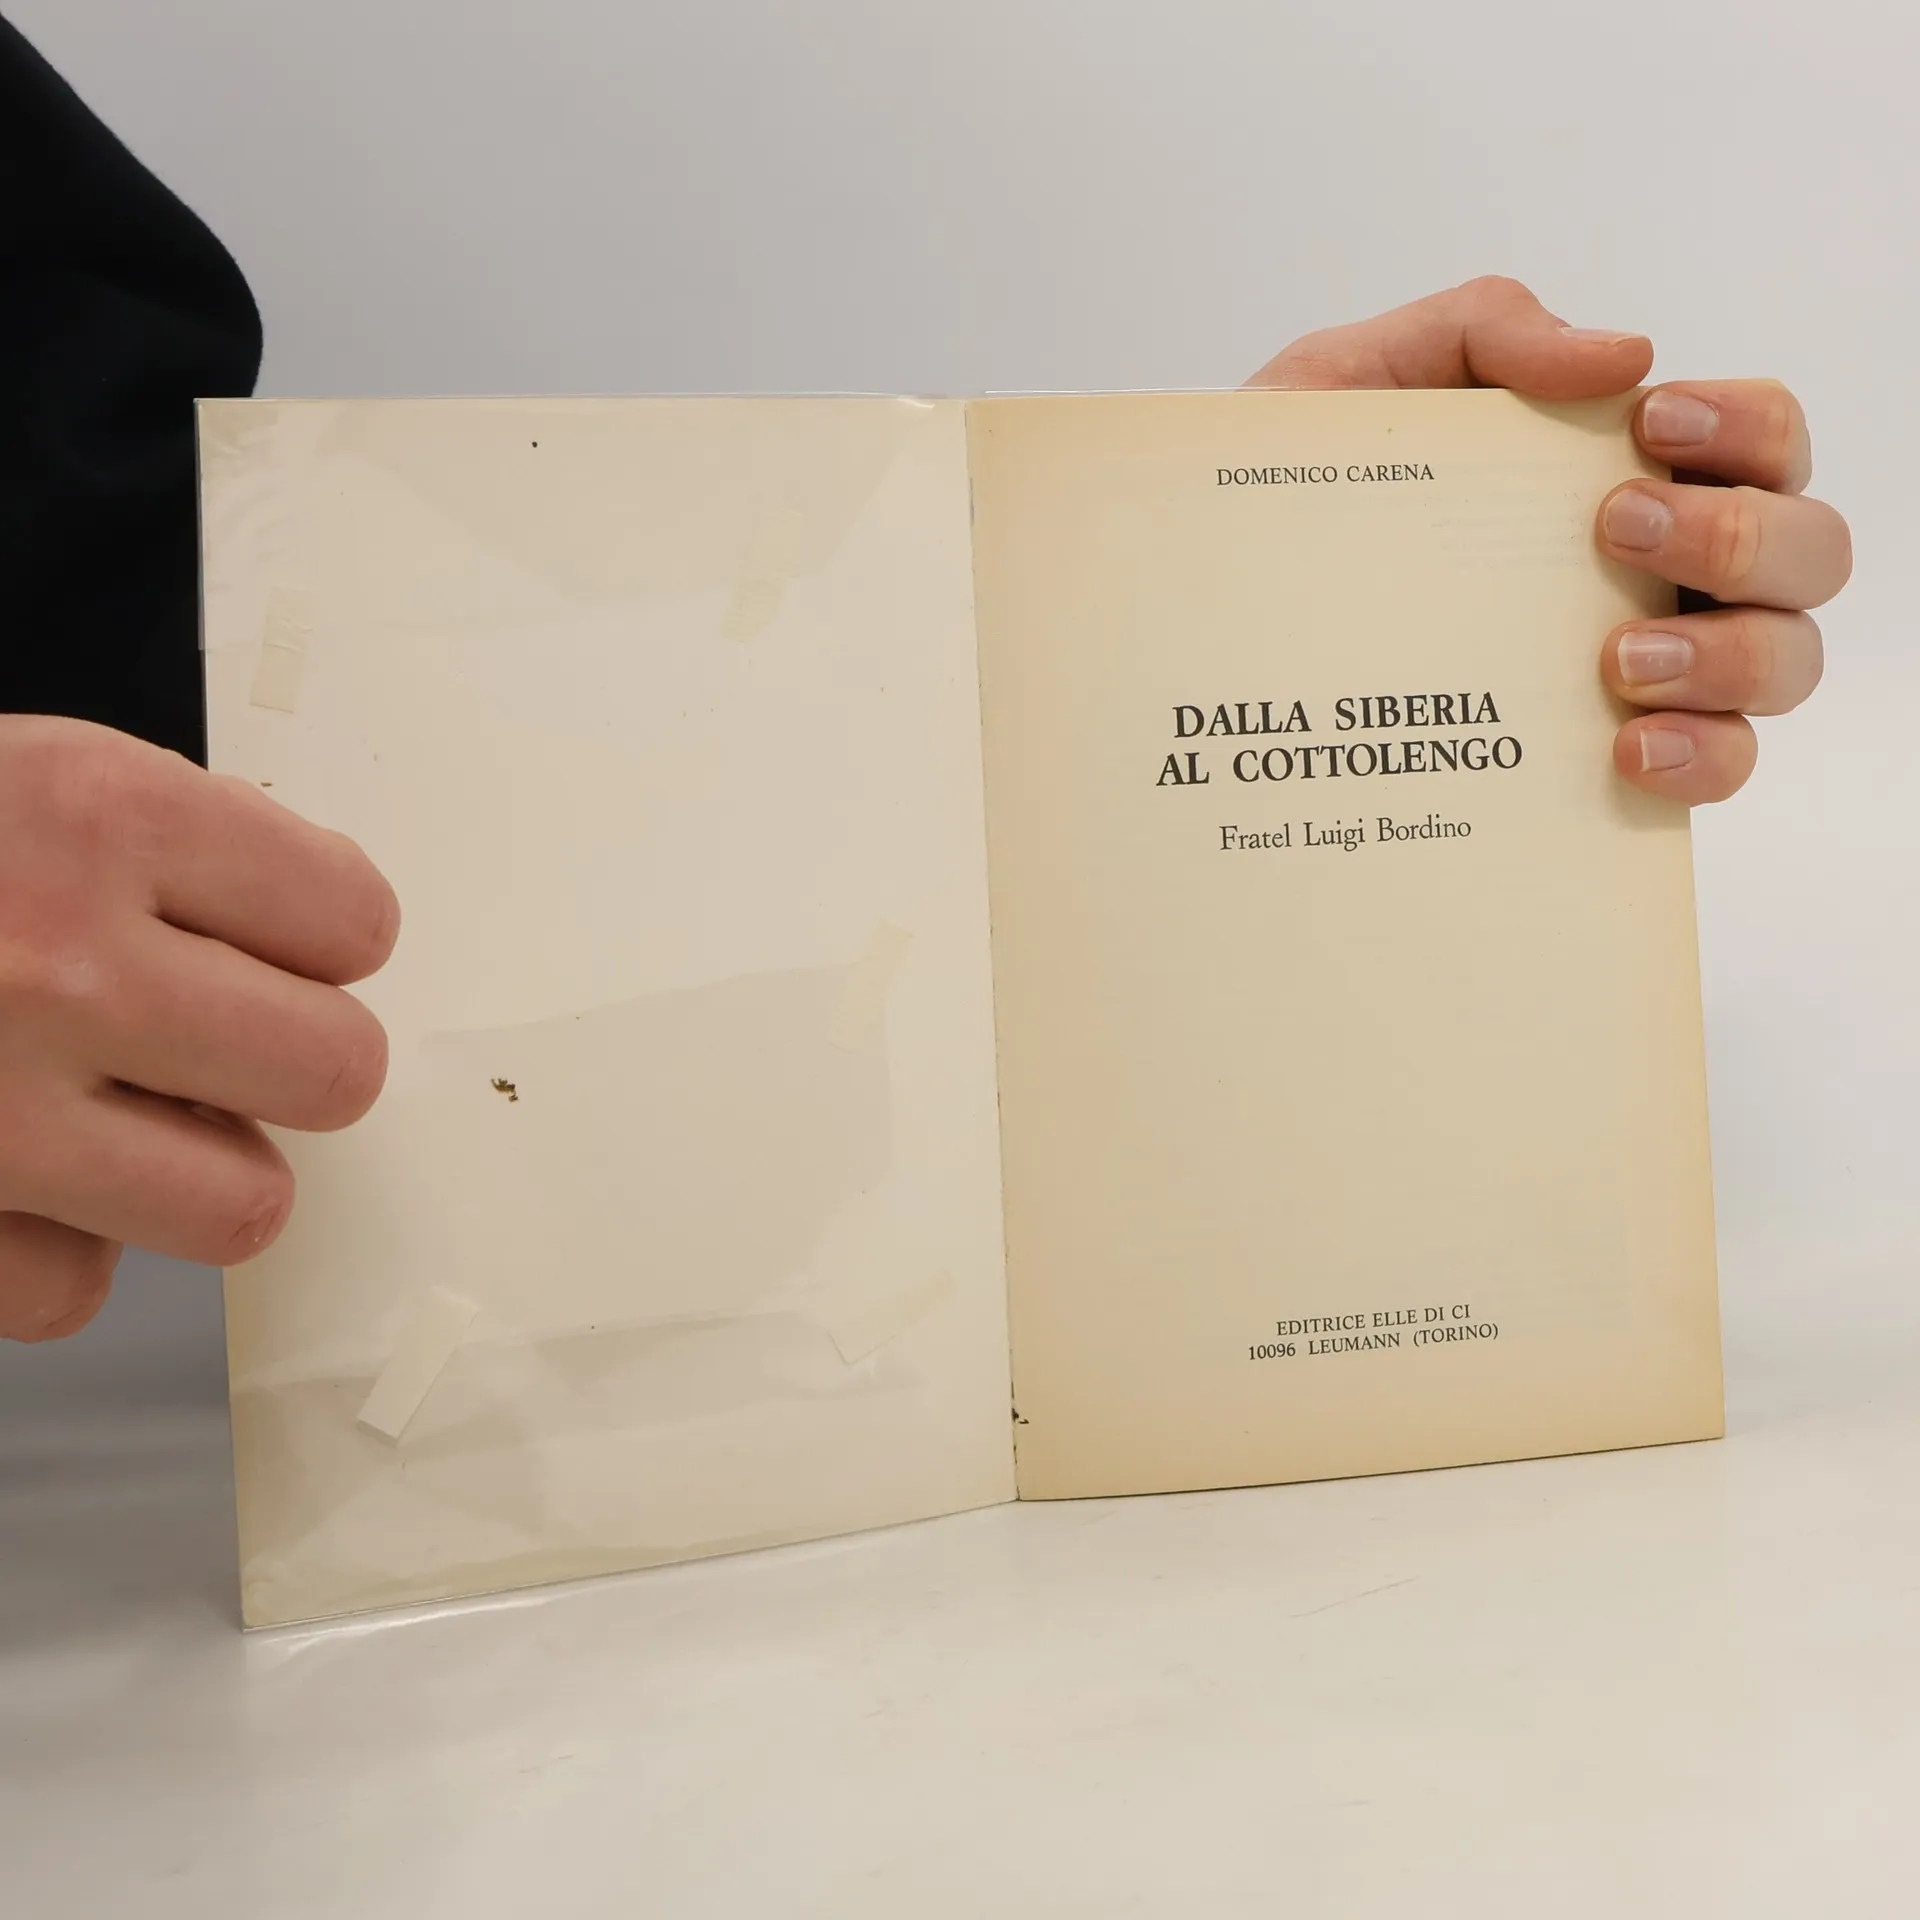 DOMENICO CARENA
DALLA SIBERIA
AL COTTOLENGO
Fratel Luigi Bordino
EDITRICE ELLE DI CI
10096 LEUMANN (TORINO)